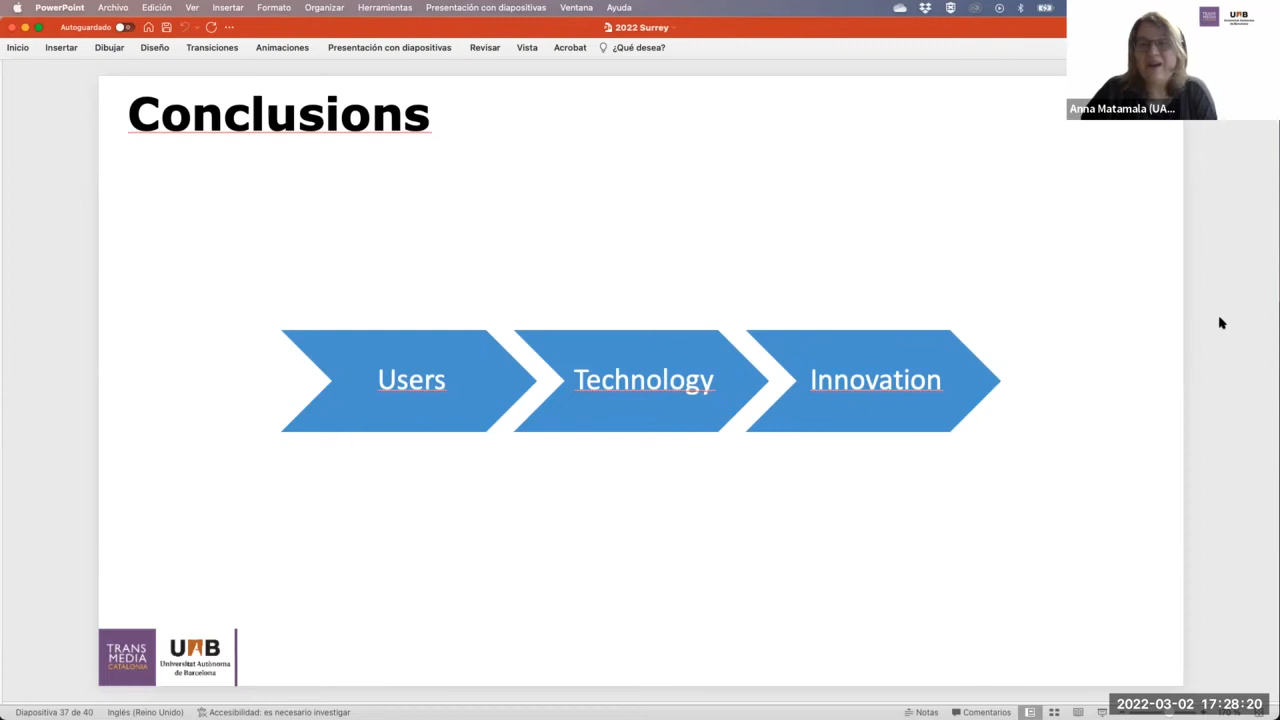 PowerPoint Archivo Edición Ver Insertar Formato Organizar Herramientas Presentación con diapositivas Ventana Ayuda
Autoguardado
2022 Surrey
Inicio Insertar Dibujar Diseño Transiciones Animaciones Presentación con diapositivas Revisar Vista Acrobat ¿Qué desea?
UAB
Anna Matamala (UA...
Conclusions
Users Technology Innovation
TRANS
MEDIA
CATALONIA
UAB
Universitat Autònoma
de Barcelona
Diapositiva 37 de 40 Inglés (Reino Unido) Accesibilidad: es necesario investigar Notas Comentarios
2022-03-02 17:28:20